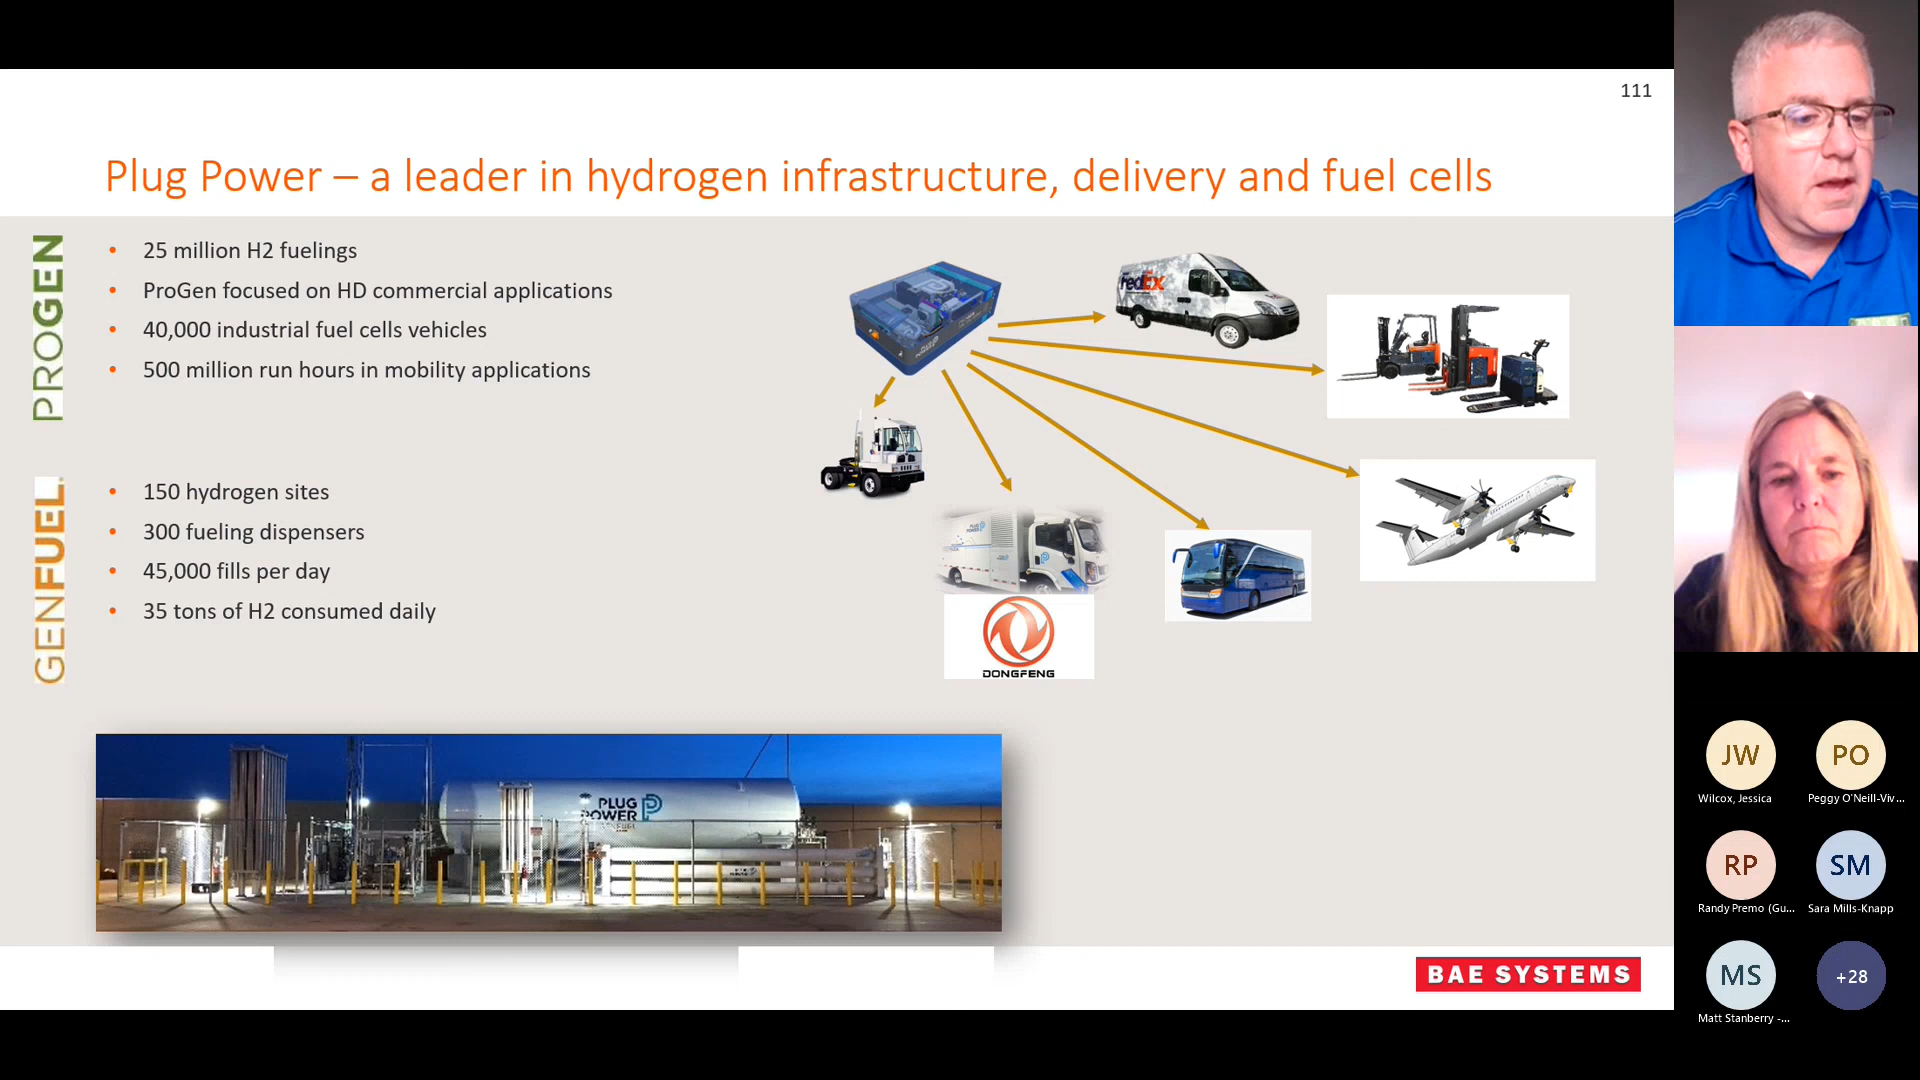 111
Plug Power – a leader in hydrogen infrastructure, delivery and fuel cells
PROGEN
• 25 million H2 fuelings
• ProGen focused on HD commercial applications
• 40,000 industrial fuel cells vehicles
• 500 million run hours in mobility applications
GENFUEL
• 150 hydrogen sites
• 300 fueling dispensers
• 45,000 fills per day
• 35 tons of H2 consumed daily
FedEx
PLUG
POWER
DONGFENG
PLUG
POWER
BAE SYSTEMS
JW
Wilcox, Jessica
PO
Peggy O'Neill-Viv...
RP
Randy Premo (Gu...
SM
Sara Mills-Knapp
MS
Matt Stanberry -...
+28